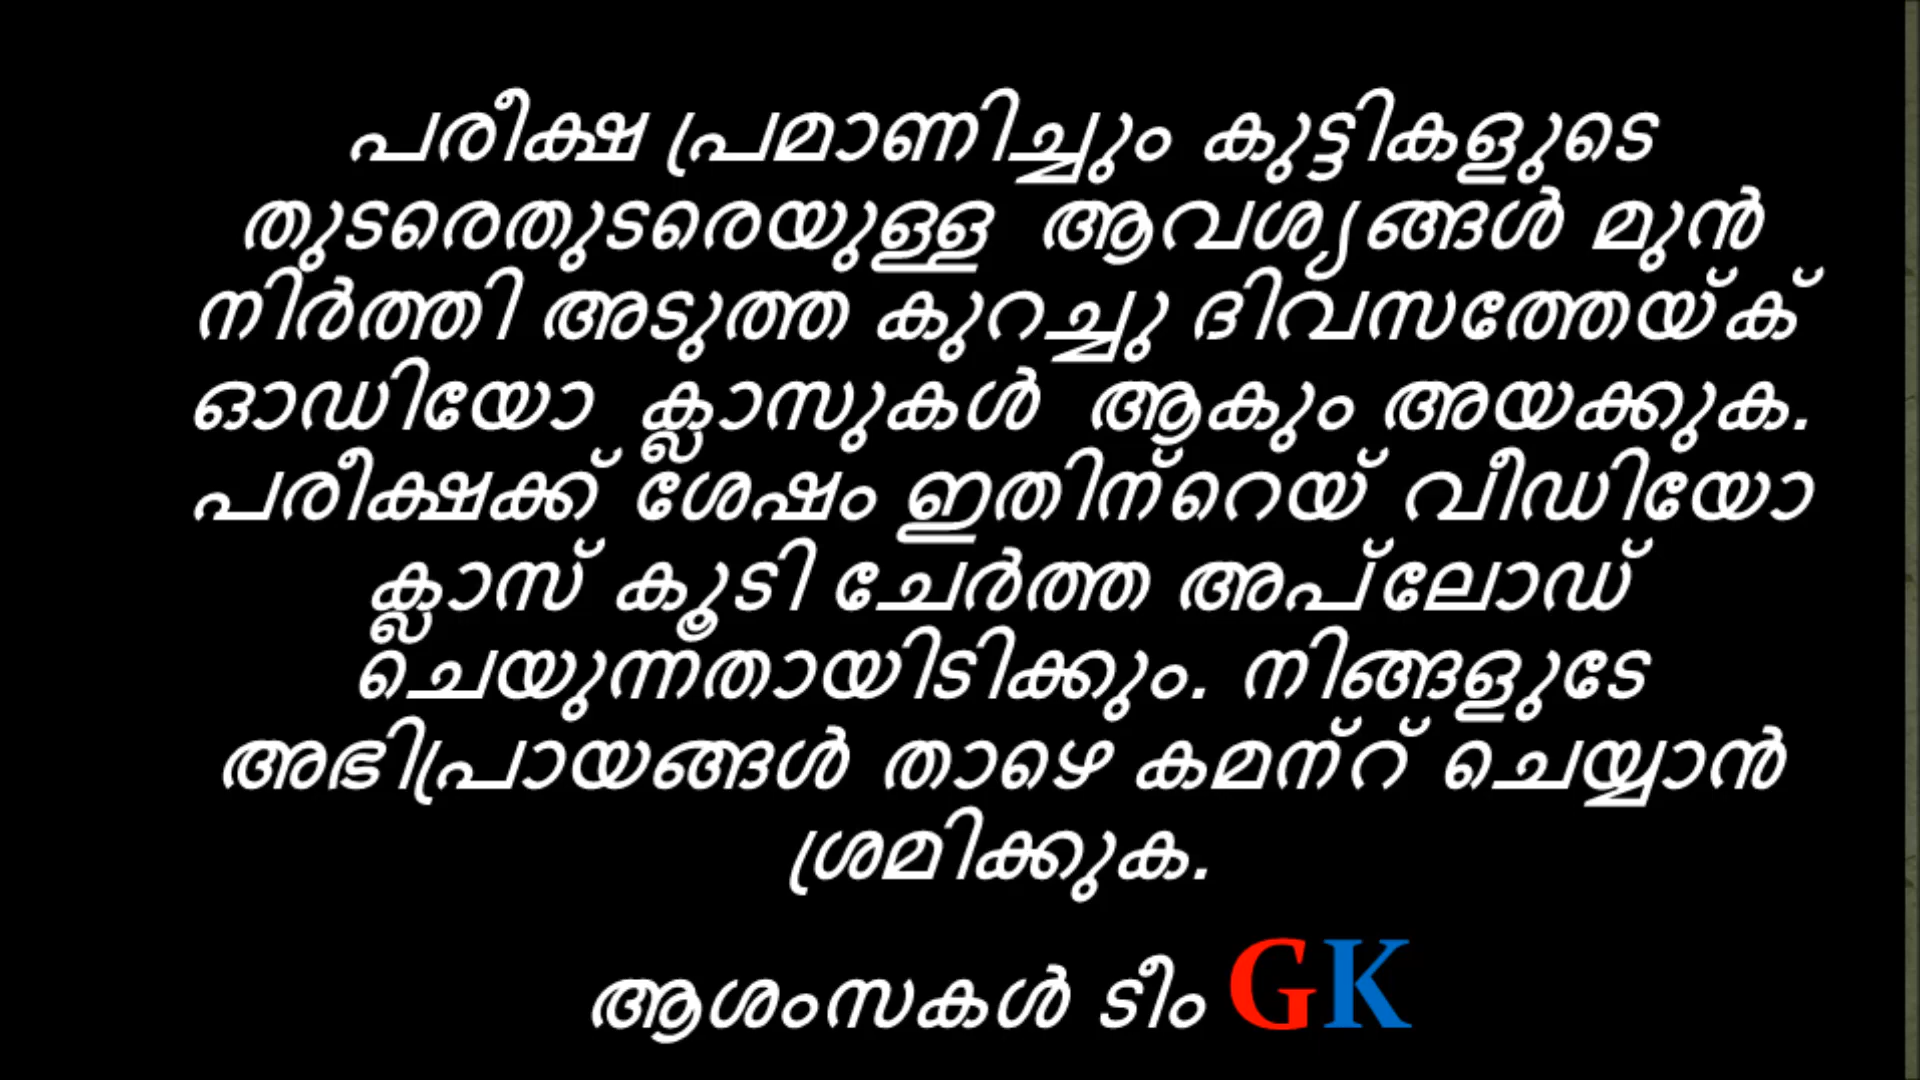 പരീക്ഷ പ്രമാണിച്ചും കുട്ടികളുടെ
തുടരെതുടരെയുള്ള ആവശ്യങ്ങൾ മുൻ
നിർത്തി അടുത്ത കുറച്ചു ദിവസത്തേയ്ക്
ഓഡിയോ ക്ലാസുകൾ ആകും അയക്കുക.
പരീക്ഷക്ക് ശേഷം ഇതിന്റെയ് വീഡിയോ
ക്ലാസ് കൂടി ചേർത്ത അപ്‌ലോഡ്
ചെയുന്നതായിടിക്കും. നിങ്ങളുടേ
അഭിപ്രായങ്ങൾ താഴെ കമന്റ് ചെയ്യാൻ
ശ്രമിക്കുക.
ആശംസകൾ ടീം GK